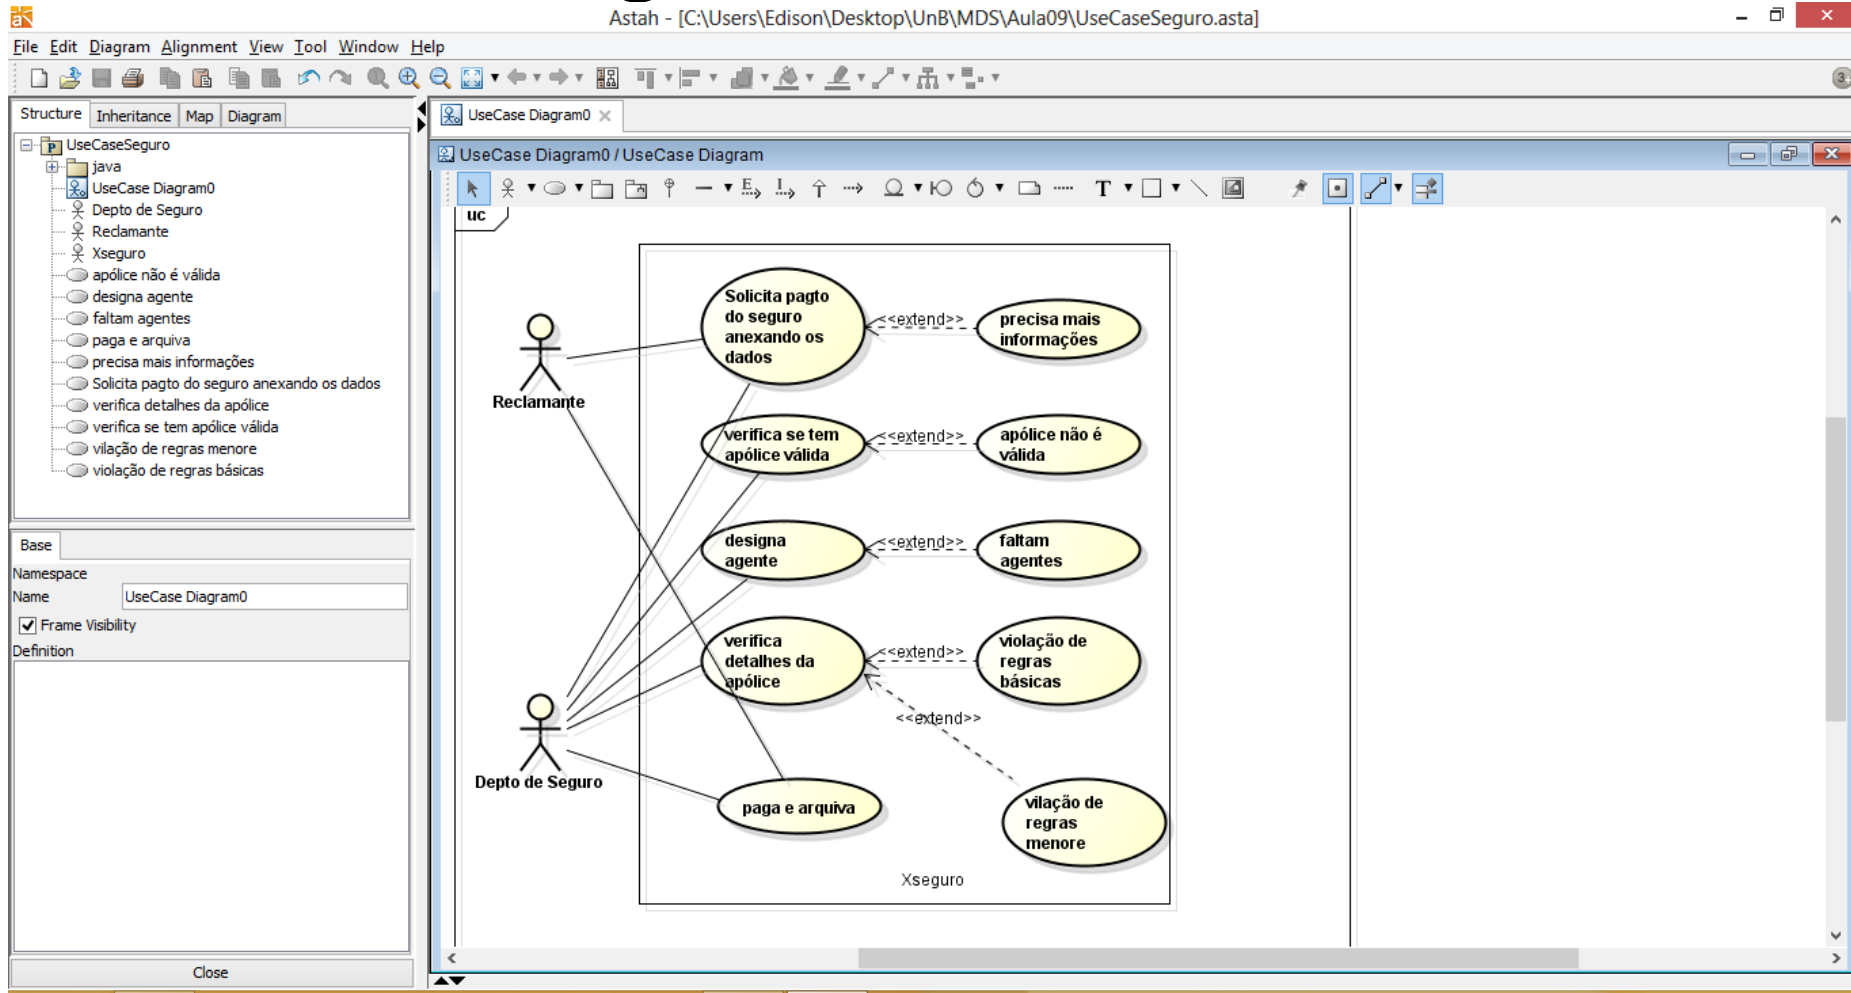 Astah - [C:\Users\Edison\Desktop\UnB\MDS\Aula09\UseCaseSeguro.asta]
File Edit Diagram Alignment View Tool Window Help
Structure Inheritance Map Diagram
UseCaseSeguro
java
UseCase Diagram0
Depto de Seguro
Reclamante
Xseguro
apólice não é válida
designa agente
faltam agentes
paga e arquiva
precisa mais informações
Solicita pagto do seguro anexando os dados
verifica detalhes da apólice
verifica se tem apólice válida
vilação de regras menore
violação de regras básicas
Base
Namespace
Name UseCase Diagram0
Frame Visibility
Definition
Close
UseCase Diagram0
UseCase Diagram0 / UseCase Diagram
E
I
T
uc
Solicita pagto
do seguro
anexando os
dados
<<extend>>
precisa mais
informações
Reclamante
verifica se tem
apólice válida
<<extend>>
apólice não é
válida
designa
agente
<<extend>>
faltam
agentes
verifica
detalhes da
apólice
<<extend>>
violação de
regras
básicas
<<extend>>
Depto de Seguro
paga e arquiva
vilação de
regras
menore
Xseguro